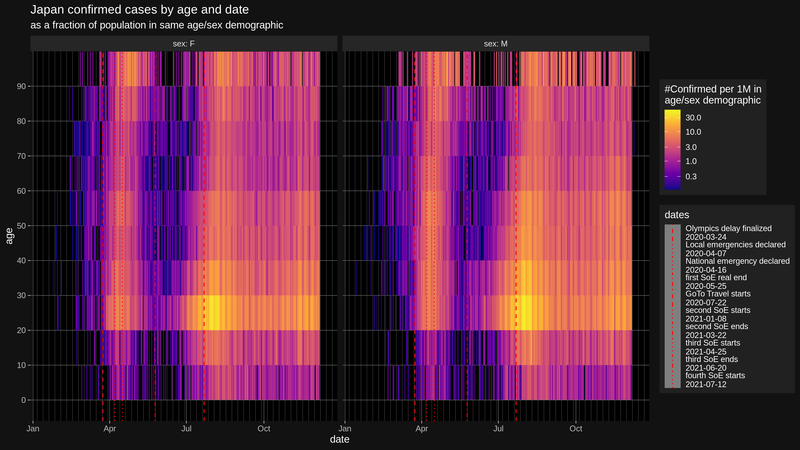 Japan confirmed cases by age and date
as a fraction of population in same age/sex demographic
sex: F
sex: M
90
80
70
60
50
40
30
20
10
0
age
Jan
Apr
Jul
Oct
Jan
Apr
Jul
Oct
date
#Confirmed per 1M in
age/sex demographic
30.0
10.0
3.0
1.0
0.3
dates
Olympics delay finalized
2020-03-24
Local emergencies declared
2020-04-07
National emergency declared
2020-04-16
first SoE real end
2020-05-25
GoTo Travel starts
2020-07-22
second SoE starts
2021-01-08
second SoE ends
2021-03-22
third SoE starts
2021-04-25
third SoE ends
2021-06-20
fourth SoE starts
2021-07-12